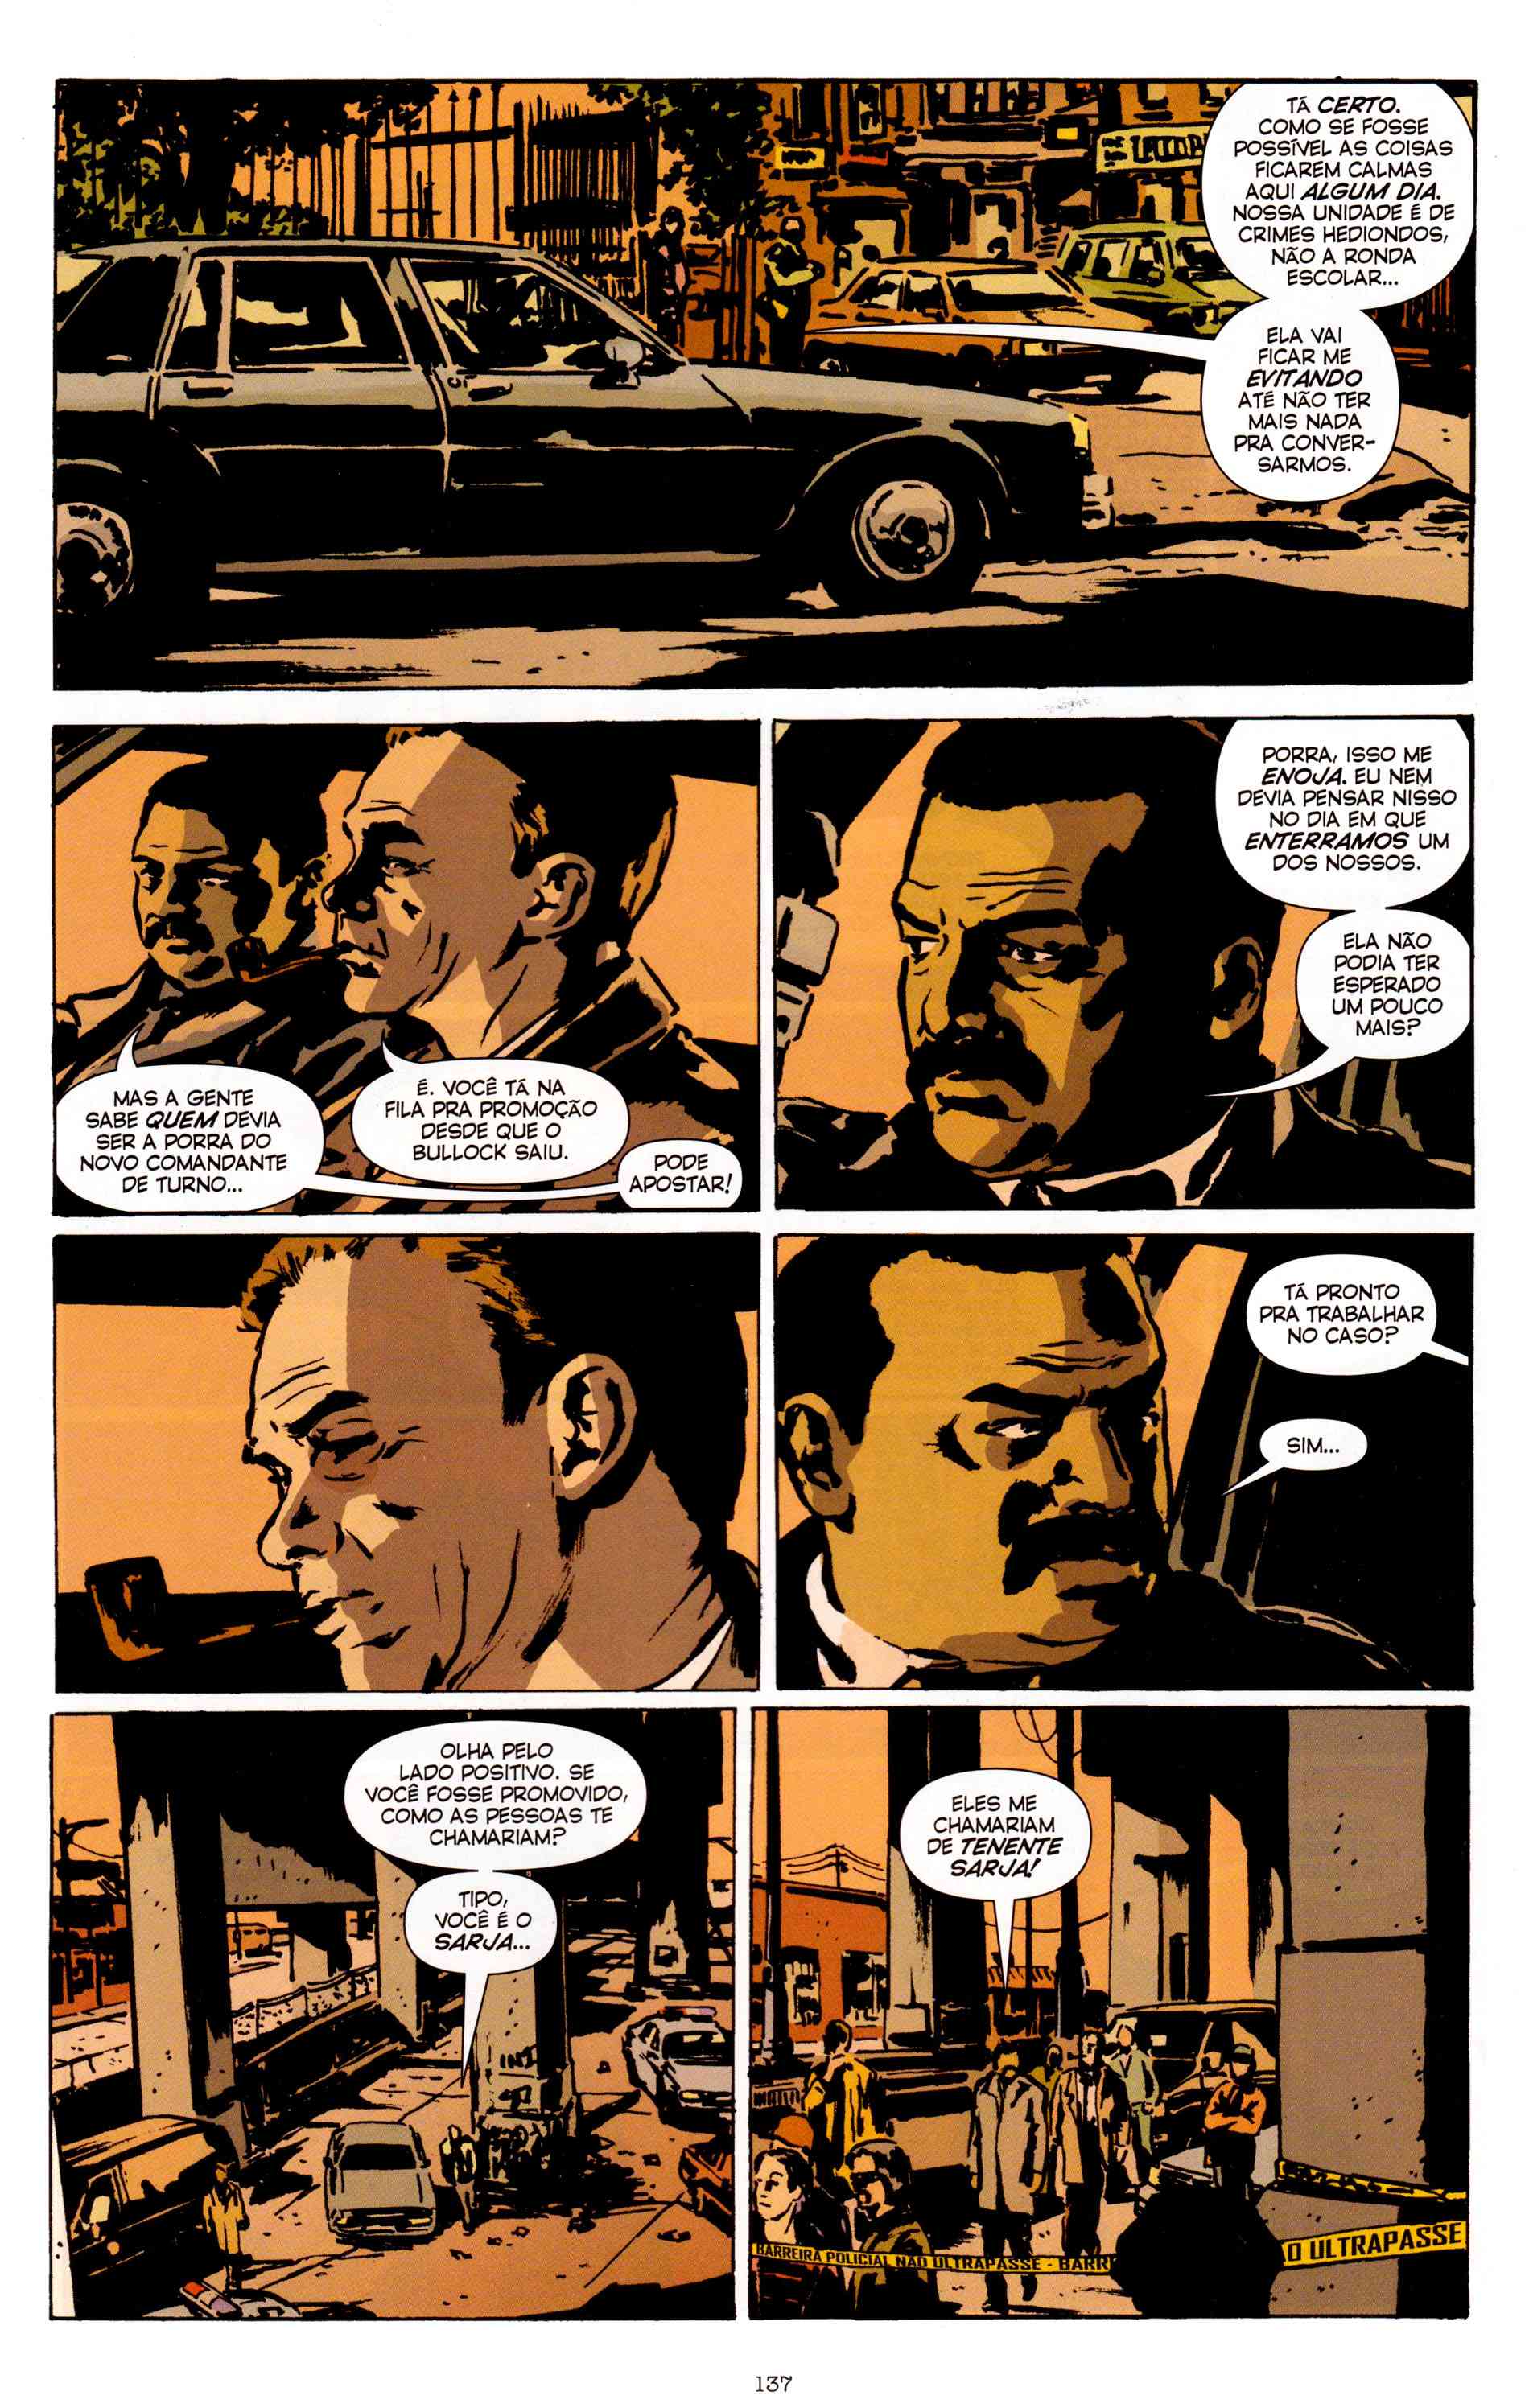 TÁ CERTO.
COMO SE FOSSE
POSSÍVEL AS COISAS
FICAREM CALMAS
AQUI ALGUM DIA.
NOSSA UNIDADE É DE
CRIMES HEDIONDOS,
NÃO A RONDA
ESCOLAR...
ELA VAI
FICAR ME
EVITANDO
ATÉ NÃO TER
MAIS NADA
PRA CONVER-
SARMOS.
MAS A GENTE
SABE QUEM DEVIA
SER A PORRA DO
NOVO COMANDANTE
DE TURNO...
É. VOCÊ TÁ NA
FILA PRA PROMOÇÃO
DESDE QUE O
BULLOCK SAIU.
PODE
APOSTAR!
PORRA, ISSO ME
ENOJA. EU NEM
DEVIA PENSAR NISSO
NO DIA EM QUE
ENTERRAMOS UM
DOS NOSSOS.
ELA NÃO
PODIA TER
ESPERADO
UM POUCO
MAIS?
TÁ PRONTO
PRA TRABALHAR
NO CASO?
SIM...
OLHA PELO
LADO POSITIVO. SE
VOCÊ FOSSE PROMOVIDO,
COMO AS PESSOAS TE
CHAMARIAM?
TIPO,
VOCÊ É O
SARJA...
ELES ME
CHAMARIAM
DE TENENTE
SARJA!
BARREIRA POLICIAL NÃO ULTRAPASSE - BARR
O ULTRAPASSE
137